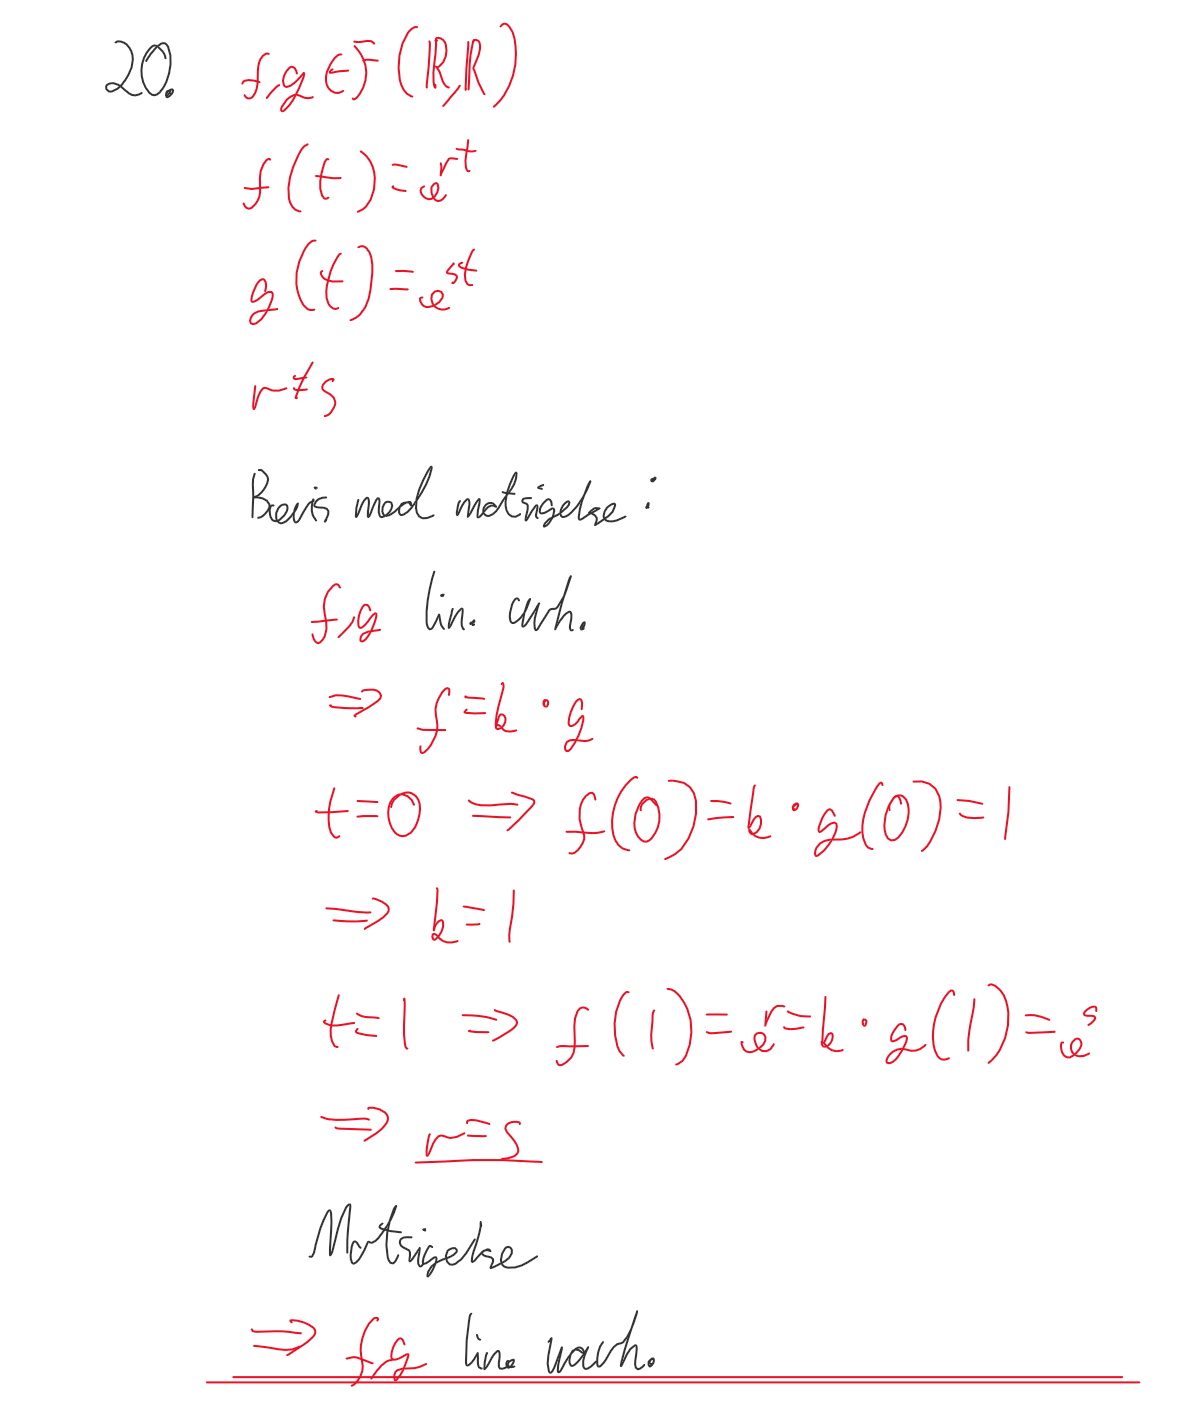 20. f,g ∈ F(ℝ,ℝ)
f(t)=e^{rt}
g(t)=e^{st}
r≠s
Bevis med motsigelse:
f,g lin. avh.
⇒ f=k·g
t=0 ⇒ f(0)=k·g(0)=1
⇒ k=1
t=1 ⇒ f(1)=e^r=k·g(1)=e^s
⇒ r=s
Motsigelse
⇒ f,g lin. uavh.